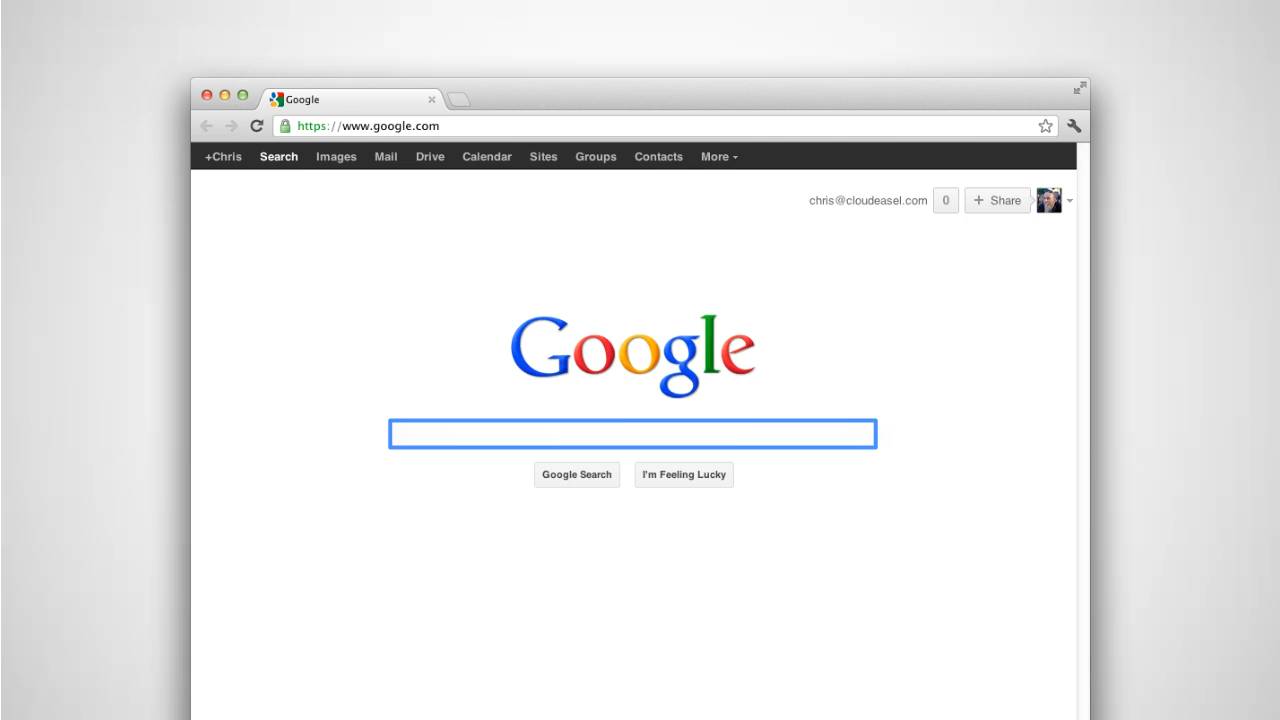 Google
https://www.google.com
+Chris Search Images Mail Drive Calendar Sites Groups Contacts More
chris@cloudeasel.com 0 + Share
Google
Google Search I'm Feeling Lucky